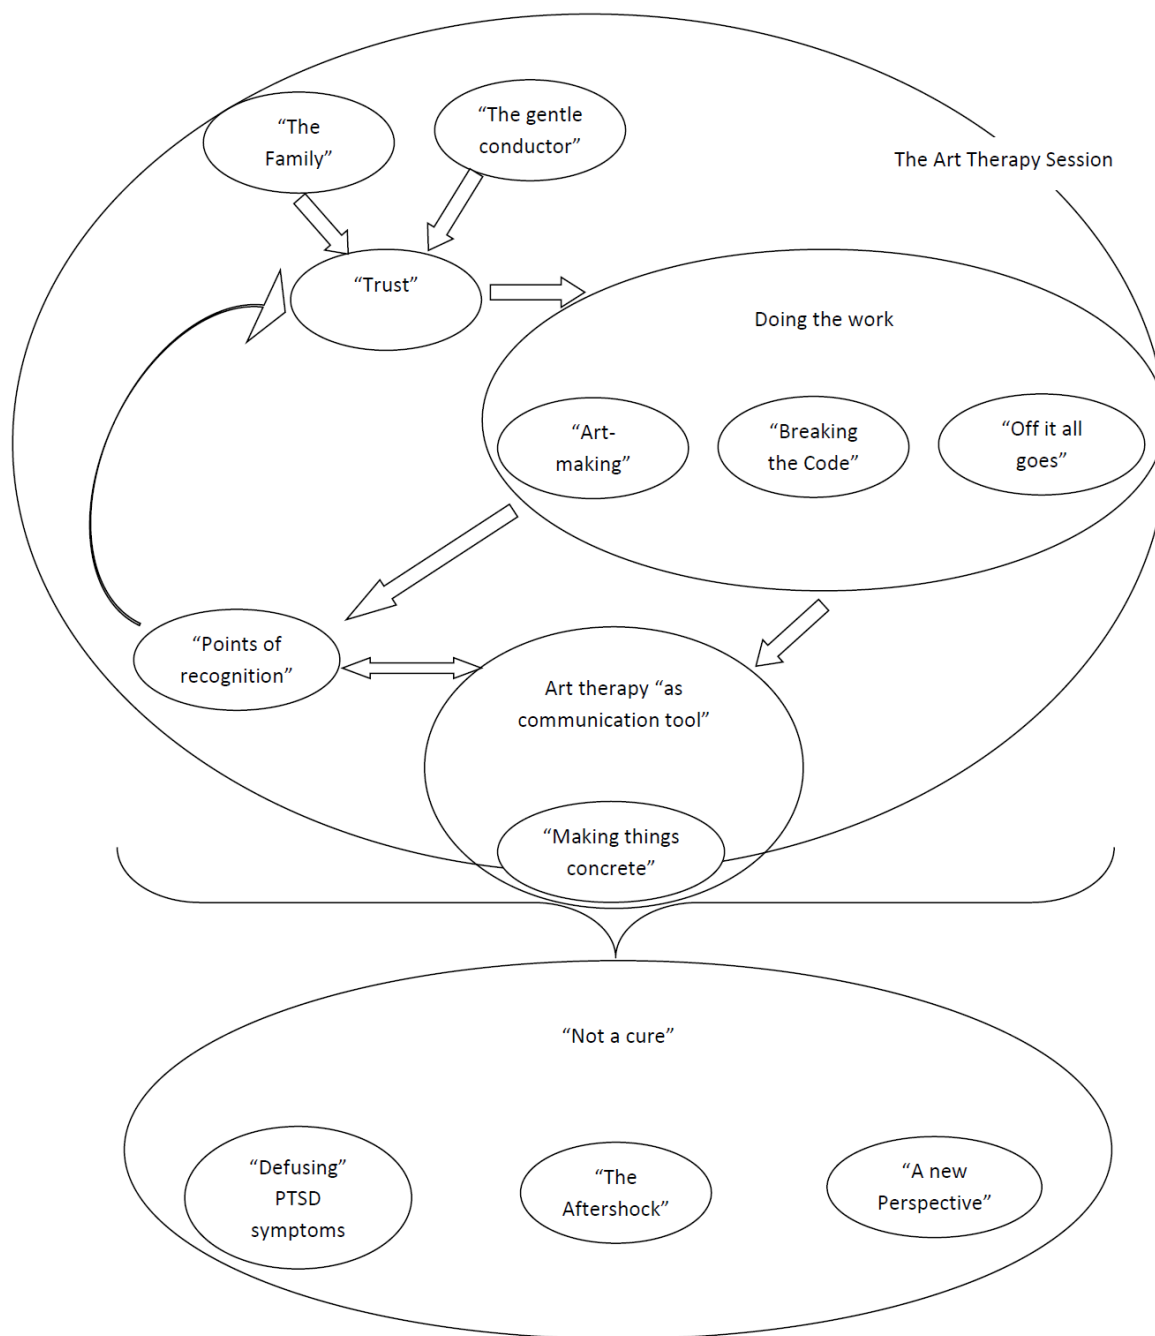 “The
Family”
“The gentle
conductor”
The Art Therapy Session
“Trust”
Doing the work
“Art-
making”
“Breaking
the Code”
“Off it all
goes”
“Points of
recognition”
Art therapy “as
communication tool”
“Making things
concrete”
“Not a cure”
“Defusing”
PTSD
symptoms
“The
Aftershock”
“A new
Perspective”